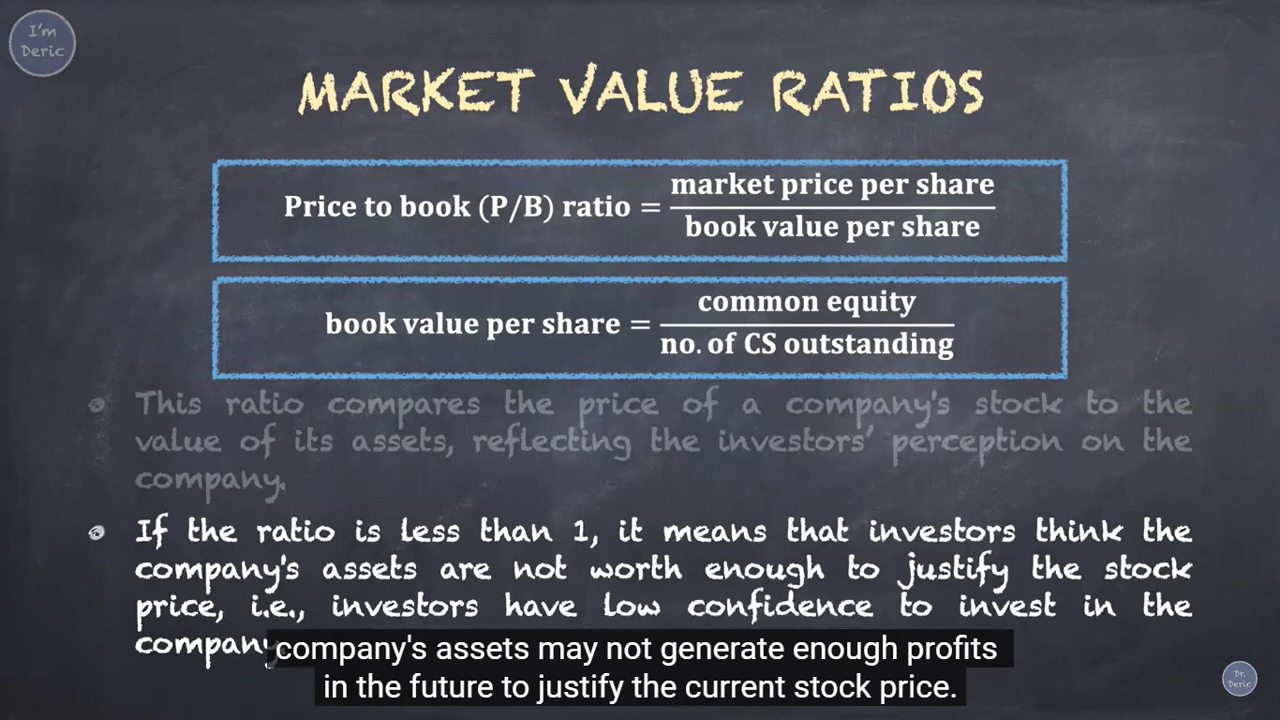 I'm
Deric
MARKET VALUE RATIOS
Price to book (P/B) ratio = market price per share
book value per share
book value per share = common equity
no. of CS outstanding
This ratio compares the price of a company's stock to the
value of its assets, reflecting the investors' perception on the
company.
If the ratio is less than 1, it means that investors think the
company's assets are not worth enough to justify the stock
price, i.e., investors have low confidence to invest in the
company
company's assets may not generate enough profits
in the future to justify the current stock price.
Dr.
Deric